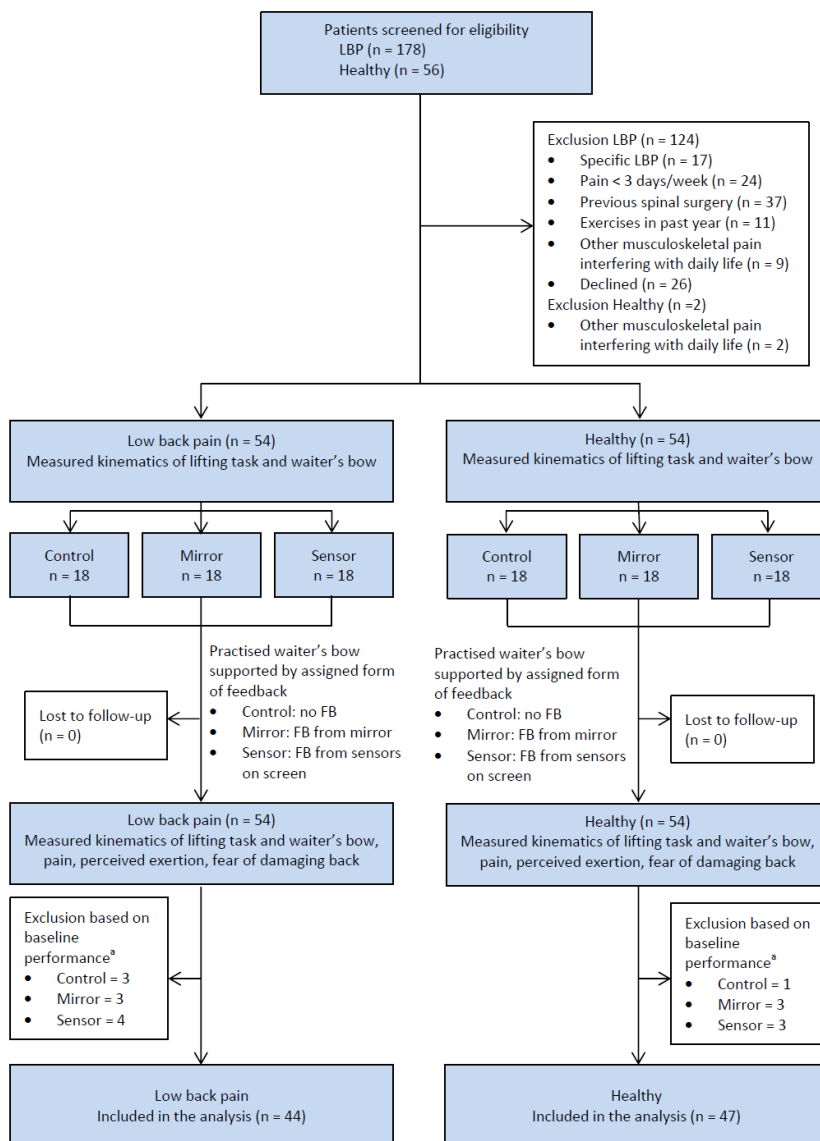 Patients screened for eligibility
LBP (n = 178)
Healthy (n = 56)
Exclusion LBP (n = 124)
• Specific LBP (n = 17)
• Pain < 3 days/week (n = 24)
• Previous spinal surgery (n = 37)
• Exercises in past year (n = 11)
• Other musculoskeletal pain
interfering with daily life (n = 9)
• Declined (n = 26)
Exclusion Healthy (n =2)
• Other musculoskeletal pain
interfering with daily life (n = 2)
Low back pain (n = 54)
Measured kinematics of lifting task and waiter's bow
Healthy (n = 54)
Measured kinematics of lifting task and waiter's bow
Control
n = 18
Mirror
n = 18
Sensor
n = 18
Control
n = 18
Mirror
n = 18
Sensor
n =18
Practised waiter's bow
supported by assigned form
of feedback
• Control: no FB
• Mirror: FB from mirror
• Sensor: FB from sensors
on screen
Lost to follow-up
(n = 0)
Practised waiter's bow
supported by assigned form
of feedback
• Control: no FB
• Mirror: FB from mirror
• Sensor: FB from sensors
on screen
Lost to follow-up
(n = 0)
Low back pain (n = 54)
Measured kinematics of lifting task and waiter's bow,
pain, perceived exertion, fear of damaging back
Healthy (n = 54)
Measured kinematics of lifting task and waiter's bow,
pain, perceived exertion, fear of damaging back
Exclusion based on
baseline
performanceᵃ
• Control = 3
• Mirror = 3
• Sensor = 4
Exclusion based on
baseline
performanceᵃ
• Control = 1
• Mirror = 3
• Sensor = 3
Low back pain
Included in the analysis (n = 44)
Healthy
Included in the analysis (n = 47)